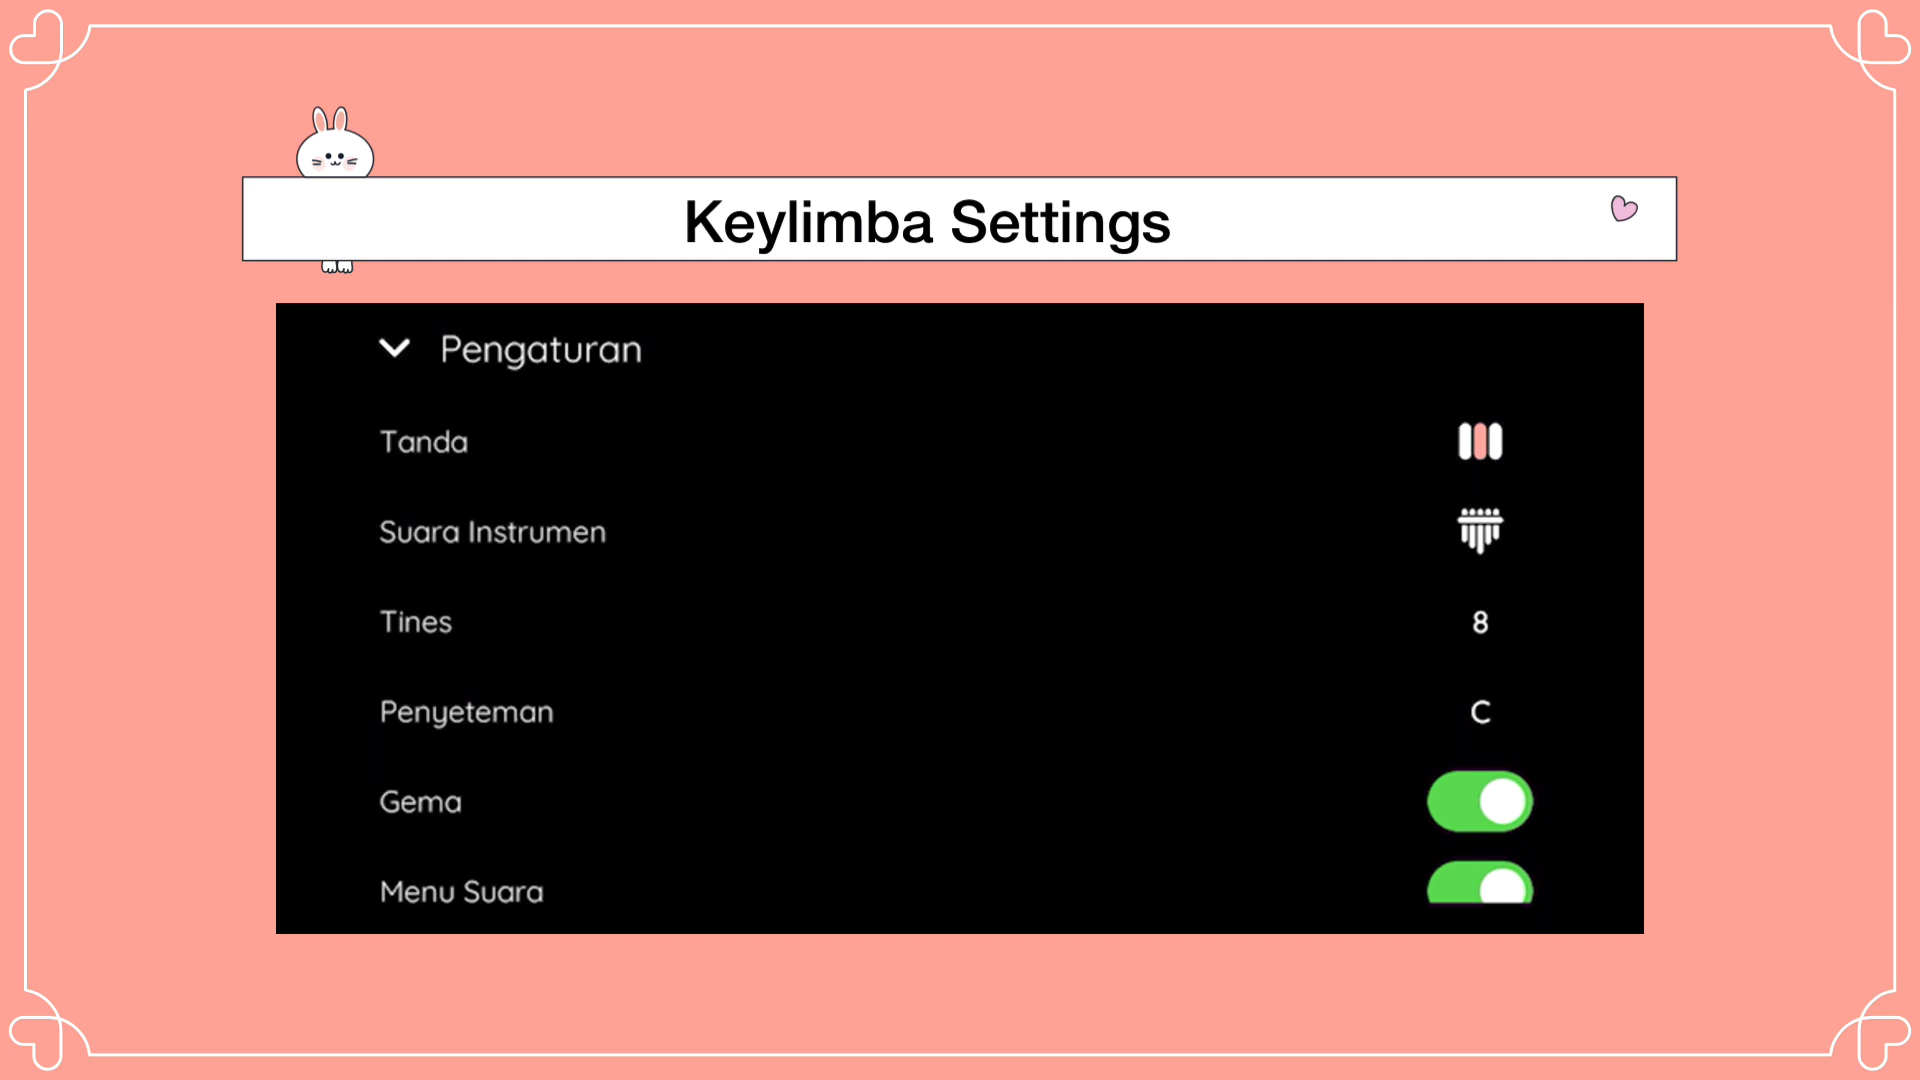 Keylimba Settings
Pengaturan
Tanda
Suara Instrumen
Tines 8
Penyeteman C
Gema
Menu Suara